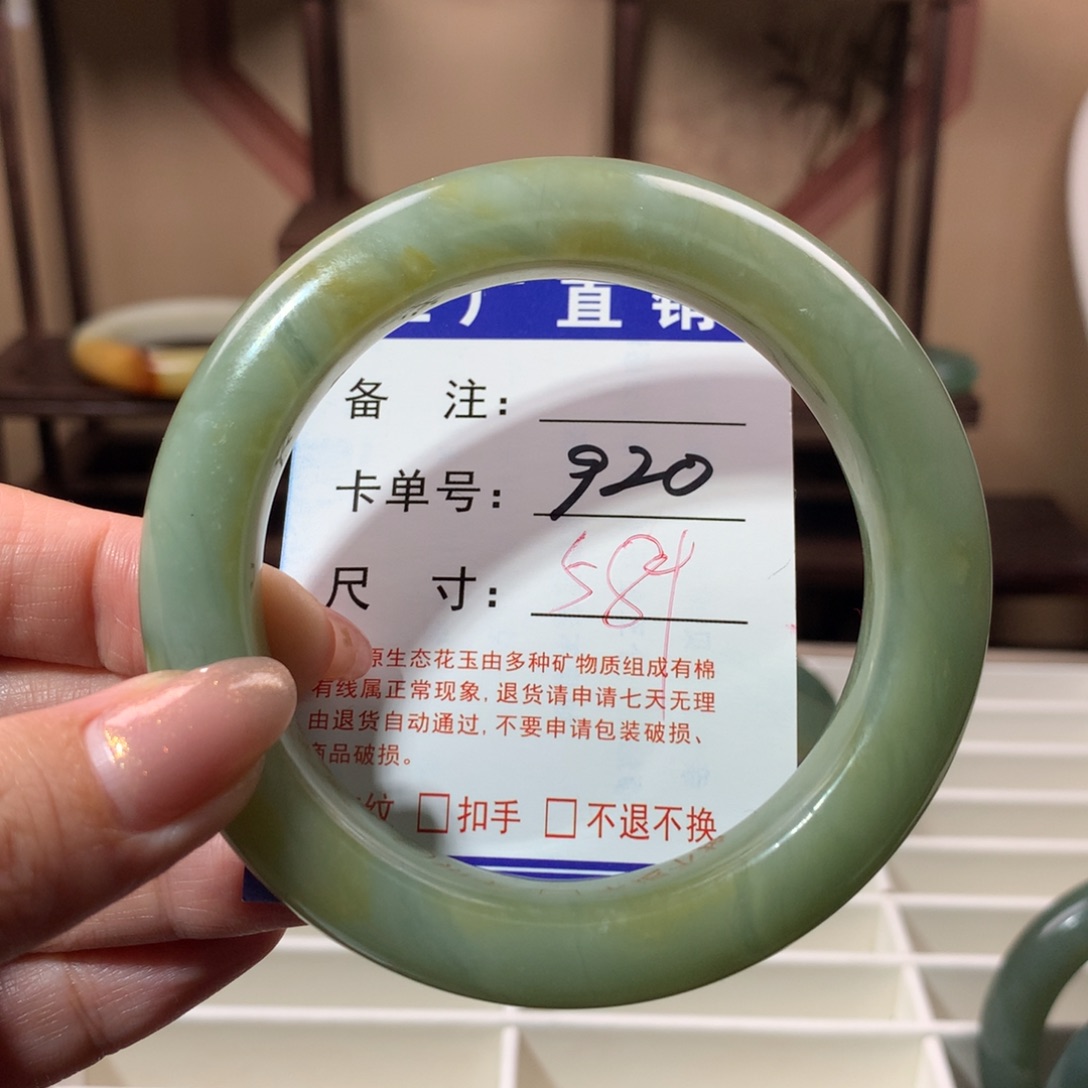 厂直销
备 注：
卡单号：920
尺 寸：584
原生态花玉由多种矿物质组成有棉
有线属正常现象，退货请申请七天无理
由退货自动通过，不要申请包装破损、
商品破损。
纹 □扣手 □不退不换